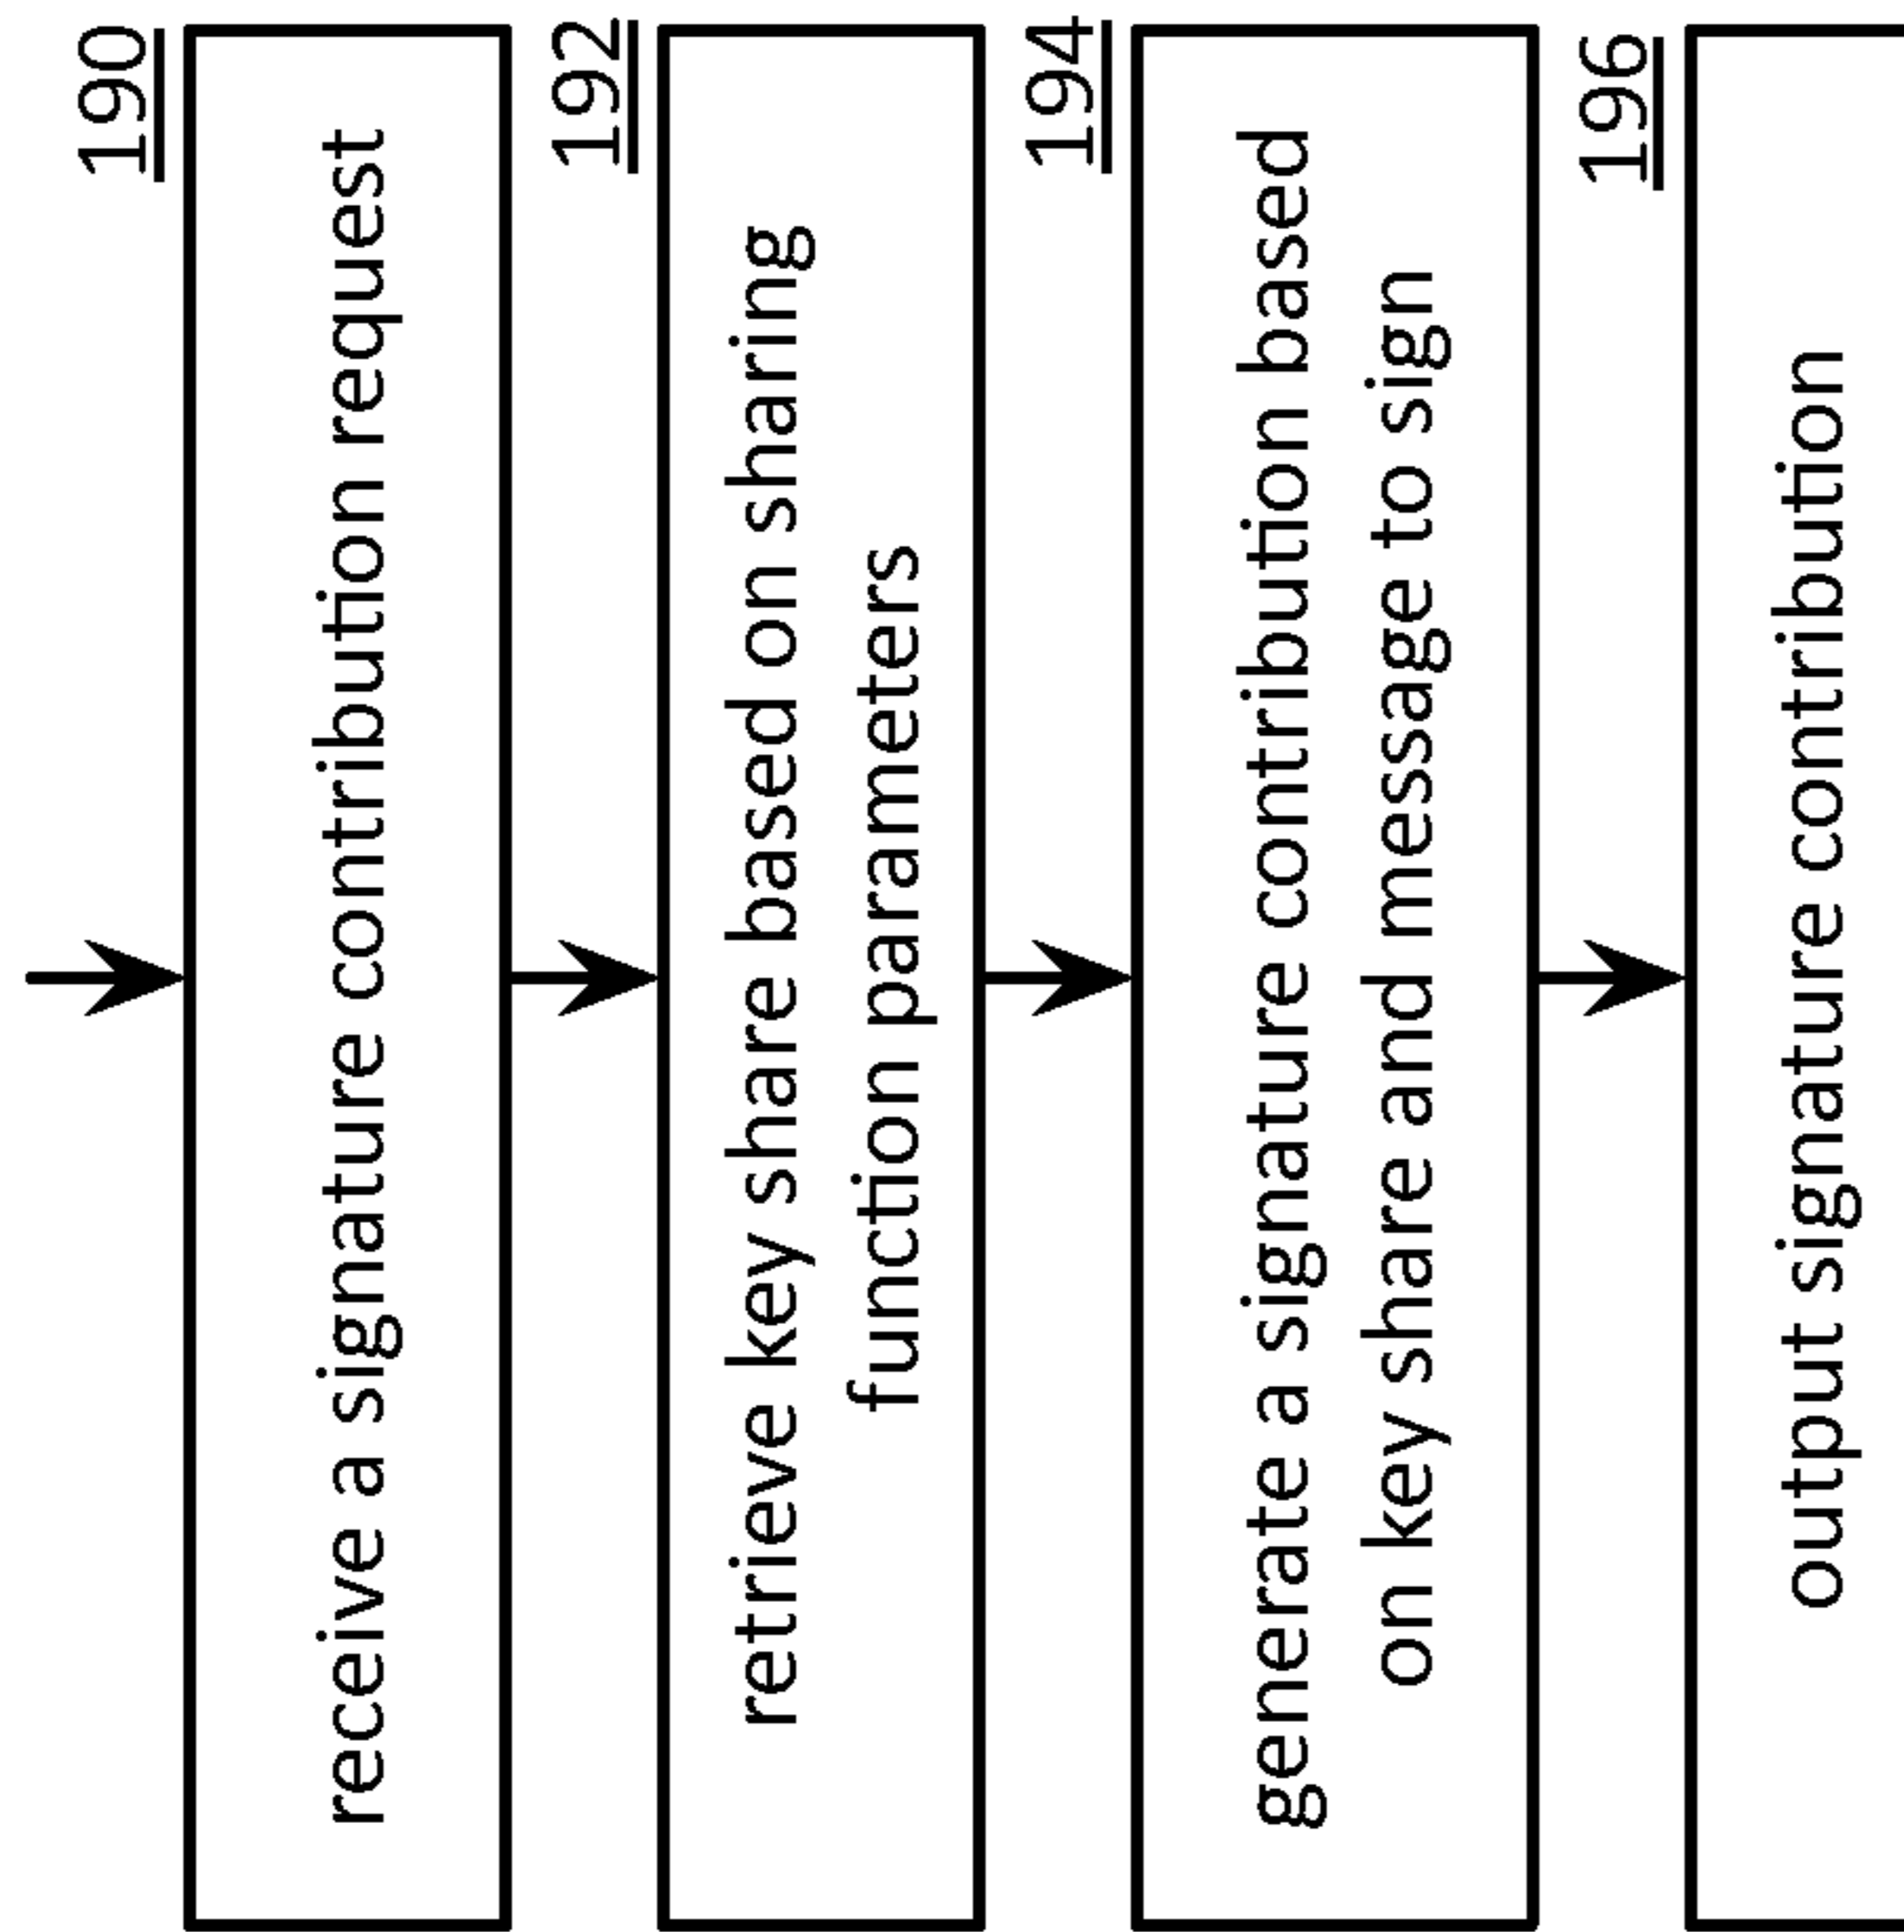 190
receive a signature contribution request
192
retrieve key share based on sharing
function parameters
194
generate a signature contribution based
on key share and message to sign
196
output signature contribution